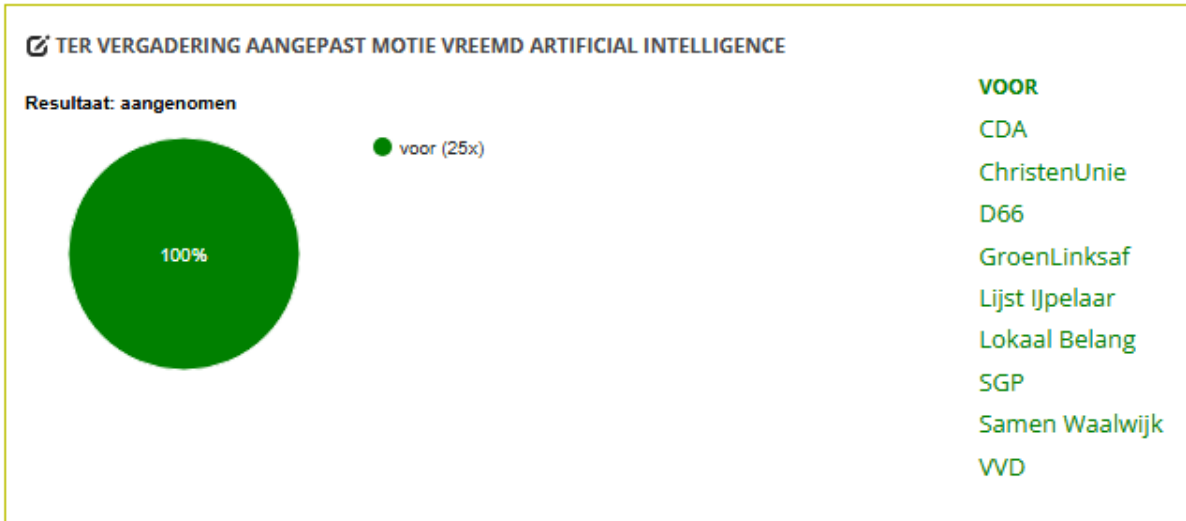 TER VERGADERING AANGEPAST MOTIE VREEMD ARTIFICIAL INTELLIGENCE
Resultaat: aangenomen
voor (25x)
100%
VOOR
CDA
ChristenUnie
D66
GroenLinksaf
Lijst IJpelaar
Lokaal Belang
SGP
Samen Waalwijk
VVD